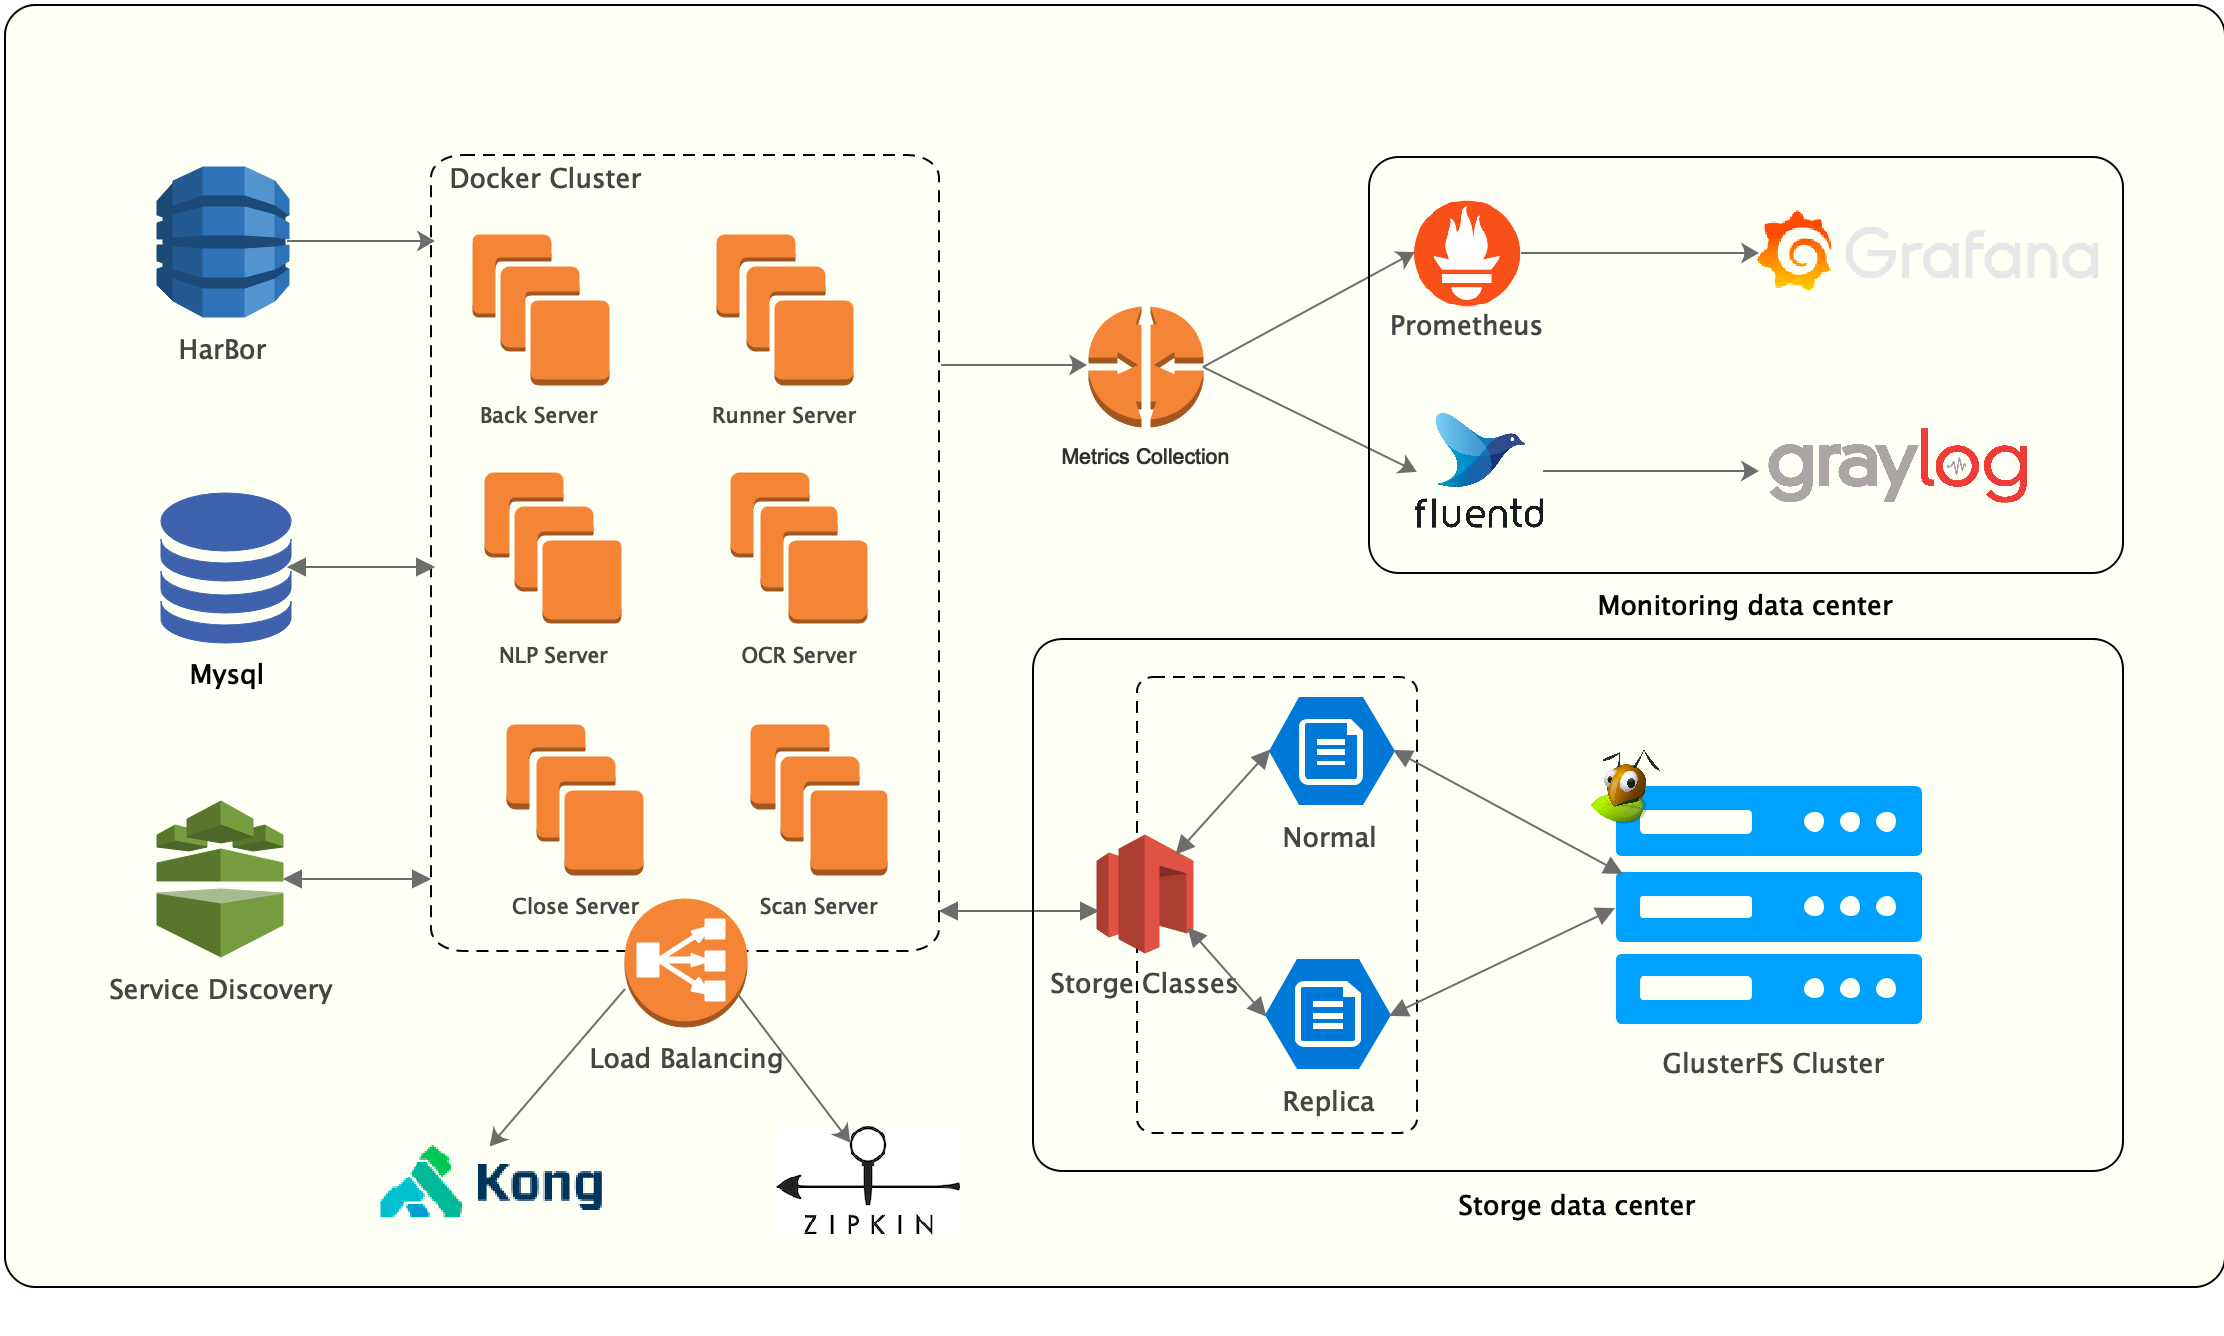 Docker Cluster
HarBor
Back Server
Runner Server
Mysql
NLP Server
OCR Server
Service Discovery
Close Server
Scan Server
Load Balancing
Kong
ZIPKIN
Metrics Collection
Prometheus
Grafana
fluentd
graylog
Monitoring data center
Normal
Storge Classes
Replica
GlusterFS Cluster
Storge data center